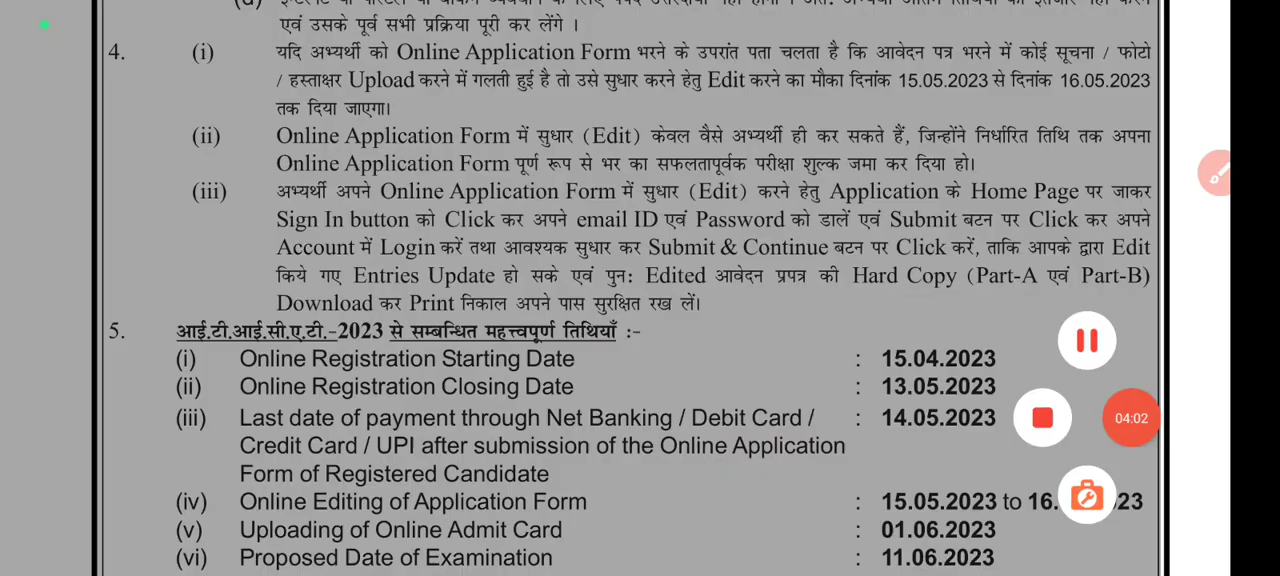 एवं उसके पूर्व सभी प्रक्रिया पूरी कर लेंगे ।
4. (i) यदि अभ्यर्थी को Online Application Form भरने के उपरांत पता चलता है कि आवेदन पत्र भरने में कोई सूचना / फोटो
/ हस्ताक्षर Upload करने में गलती हुई है तो उसे सुधार करने हेतु Edit करने का मौका दिनांक 15.05.2023 से दिनांक 16.05.2023
तक दिया जाएगा।
(ii) Online Application Form में सुधार (Edit) केवल वैसे अभ्यर्थी ही कर सकते हैं, जिन्होंने निर्धारित तिथि तक अपना
Online Application Form पूर्ण रूप से भर का सफलतापूर्वक परीक्षा शुल्क जमा कर दिया हो।
(iii) अभ्यर्थी अपने Online Application Form में सुधार (Edit) करने हेतु Application के Home Page पर जाकर
Sign In button को Click कर अपने email ID एवं Password को डालें एवं Submit बटन पर Click कर अपने
Account में Login करें तथा आवश्यक सुधार कर Submit & Continue बटन पर Click करें, ताकि आपके द्वारा Edit
किये गए Entries Update हो सके एवं पुन: Edited आवेदन प्रपत्र की Hard Copy (Part-A एवं Part-B)
Download कर Print निकाल अपने पास सुरक्षित रख लें।
5. आई.टी.आई.सी.ए.टी.-2023 से सम्बन्धित महत्त्वपूर्ण तिथियाँ :-
(i) Online Registration Starting Date : 15.04.2023
(ii) Online Registration Closing Date : 13.05.2023
(iii) Last date of payment through Net Banking / Debit Card / : 14.05.2023
Credit Card / UPI after submission of the Online Application
Form of Registered Candidate
04:02
(iv) Online Editing of Application Form : 15.05.2023 to 16. 23
(v) Uploading of Online Admit Card : 01.06.2023
(vi) Proposed Date of Examination : 11.06.2023